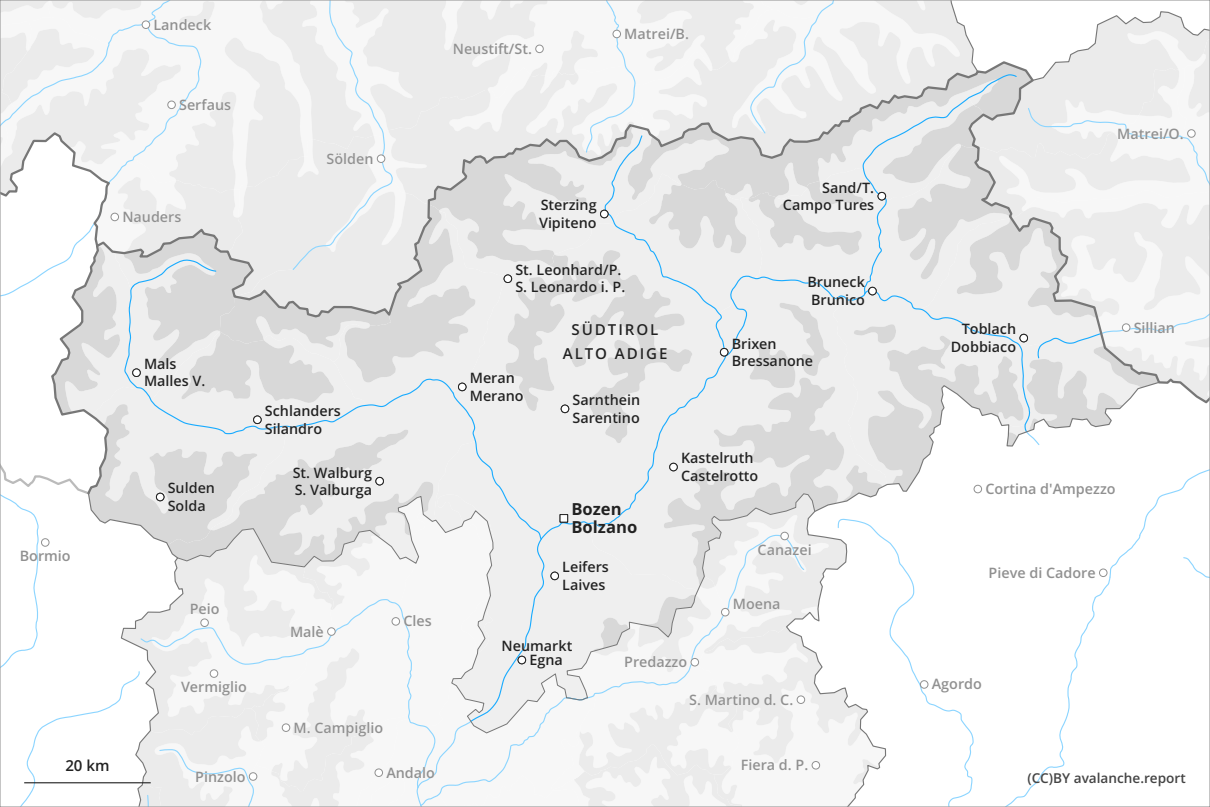 Landeck
Neustift/St.
Matrei/B.
Serfaus
Matrei/O.
Sölden
Sand/T.
Campo Tures
Sterzing
Vipiteno
Nauders
St. Leonhard/P.
S. Leonardo i. P.
Bruneck
Brunico
SÜDTIROL
ALTO ADIGE
Toblach
Dobbiaco
Sillian
Brixen
Bressanone
Mals
Malles V.
Meran
Merano
Sarnthein
Sarentino
Schlanders
Silandro
Kastelruth
Castelrotto
St. Walburg
S. Valburga
Sulden
Solda
Cortina d'Ampezzo
Bozen
Bolzano
Bormio
Canazei
Leifers
Laives
Pieve di Cadore
Peio
Malè
Cles
Moena
Neumarkt
Egna
Predazzo
Vermiglio
Agordo
S. Martino d. C.
M. Campiglio
Fiera d. P.
20 km
Pinzolo
Andalo
(CC)BY avalanche.report